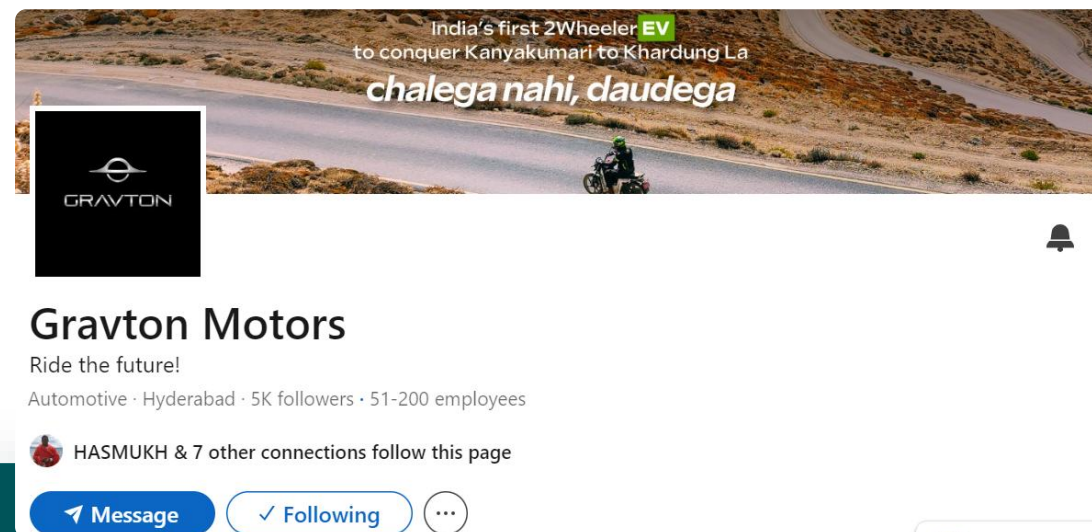 India's first 2Wheeler EV
to conquer Kanyakumari to Khardung La
chalega nahi, daudega
GRAVTON
Gravton Motors
Ride the future!
Automotive · Hyderabad · 5K followers · 51-200 employees
HASMUKH & 7 other connections follow this page
Message ✓ Following ···